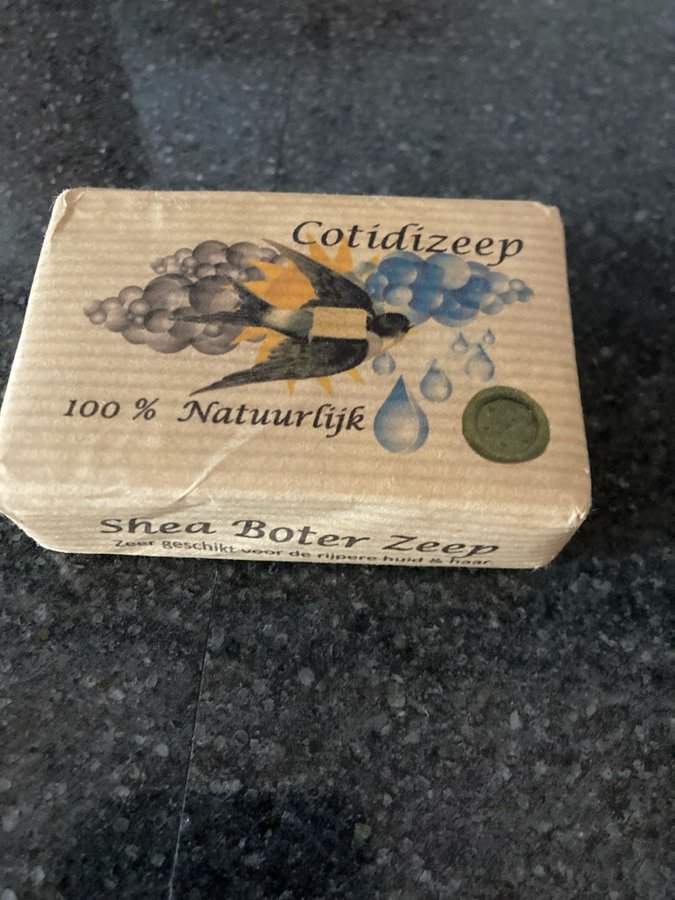 Cotidizeep
100 % Natuurlijk
Shea Boter Zeep
Zeer geschikt voor de rijpere huid & haar